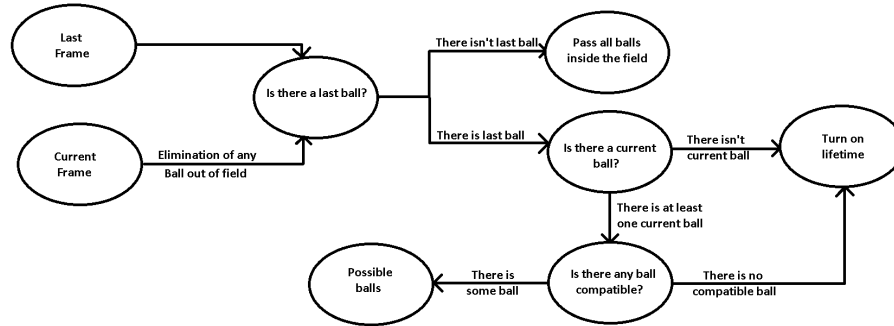 Last
Frame
Is there a last ball?
There isn't last ball
Pass all balls
inside the field
Current
Frame
Elimination of any
Ball out of field
There is last ball
Is there a current
ball?
There isn't
current ball
Turn on
lifetime
There is at least
one current ball
Possible
balls
There is
some ball
Is there any ball
compatible?
There is no
compatible ball